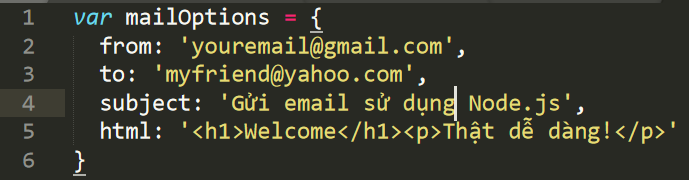 1 var mailOptions = {
2 from: 'youremail@gmail.com',
3 to: 'myfriend@yahoo.com',
4 subject: 'Gửi email sử dụng Node.js',
5 html: '<h1>Welcome</h1><p>Thật dễ dàng!</p>'
6 }